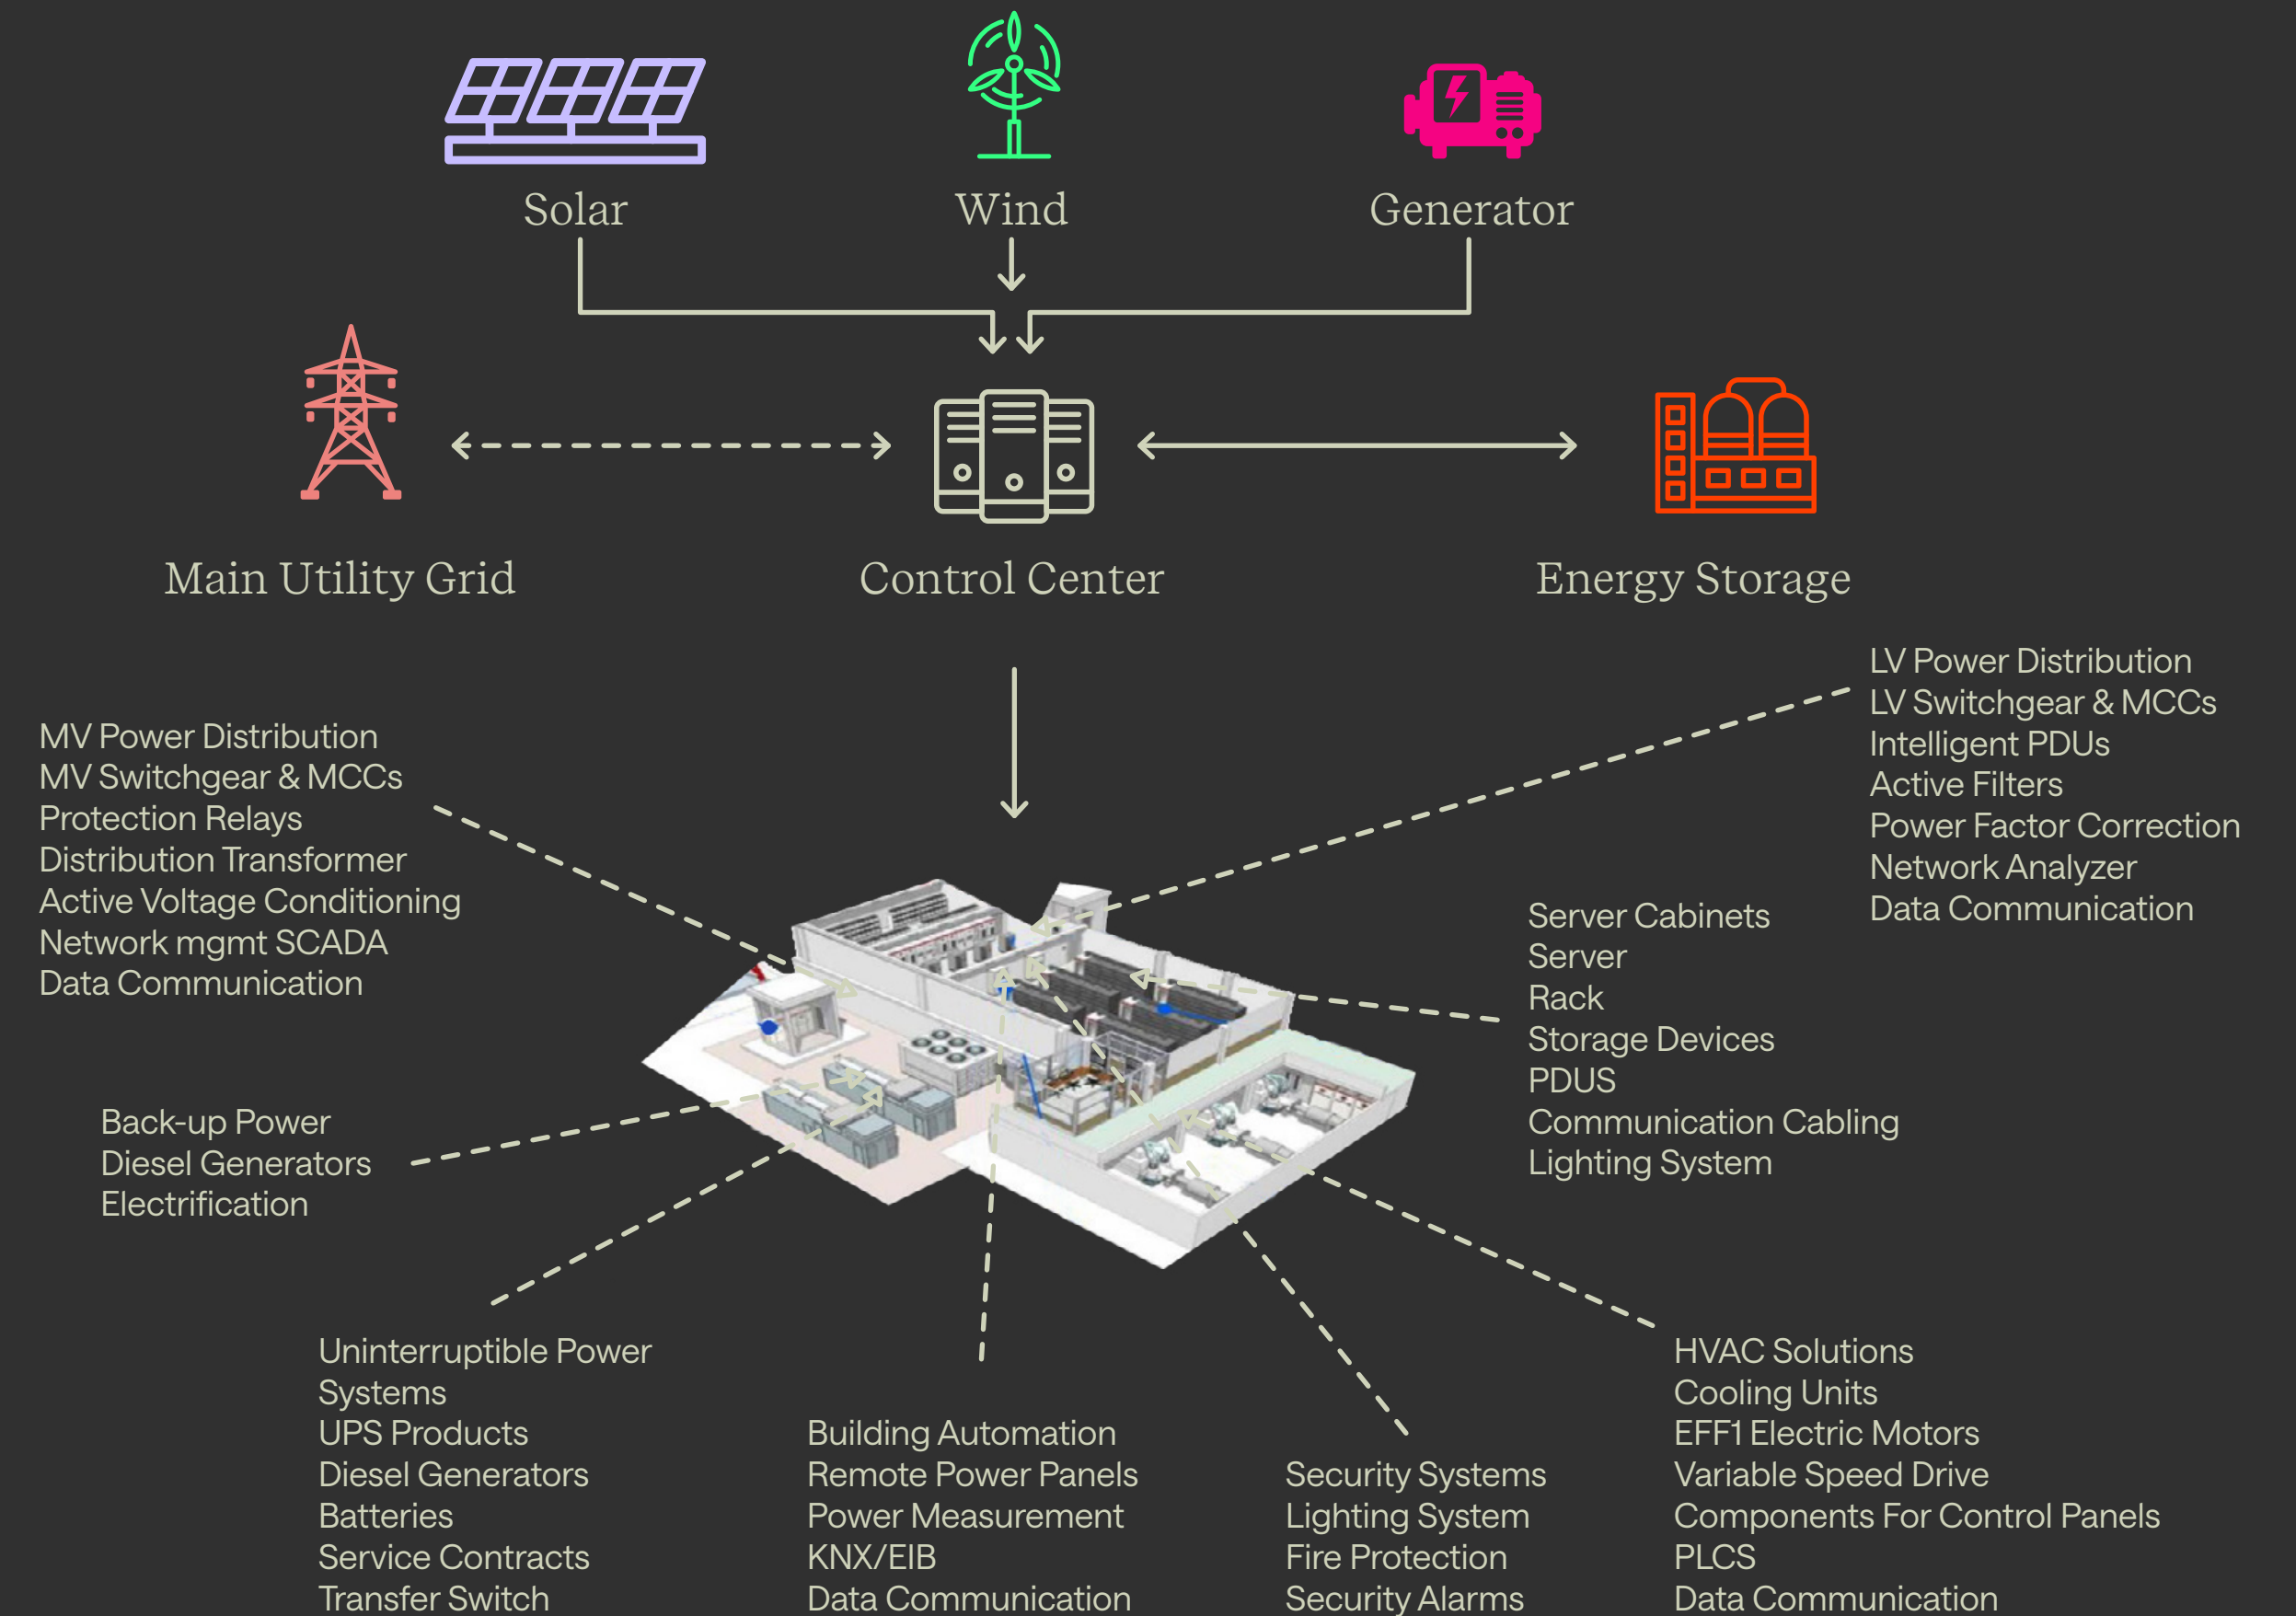 Solar
Wind
Generator
Main Utility Grid
Control Center
Energy Storage
LV Power Distribution
LV Switchgear & MCCs
Intelligent PDUs
Active Filters
Power Factor Correction
Network Analyzer
Data Communication
MV Power Distribution
MV Switchgear & MCCs
Protection Relays
Distribution Transformer
Active Voltage Conditioning
Network mgmt SCADA
Data Communication
Server Cabinets
Server
Rack
Storage Devices
PDUS
Communication Cabling
Lighting System
Back-up Power
Diesel Generators
Electrification
Uninterruptible Power
Systems
UPS Products
Diesel Generators
Batteries
Service Contracts
Transfer Switch
Building Automation
Remote Power Panels
Power Measurement
KNX/EIB
Data Communication
Security Systems
Lighting System
Fire Protection
Security Alarms
HVAC Solutions
Cooling Units
EFF1 Electric Motors
Variable Speed Drive
Components For Control Panels
PLCS
Data Communication